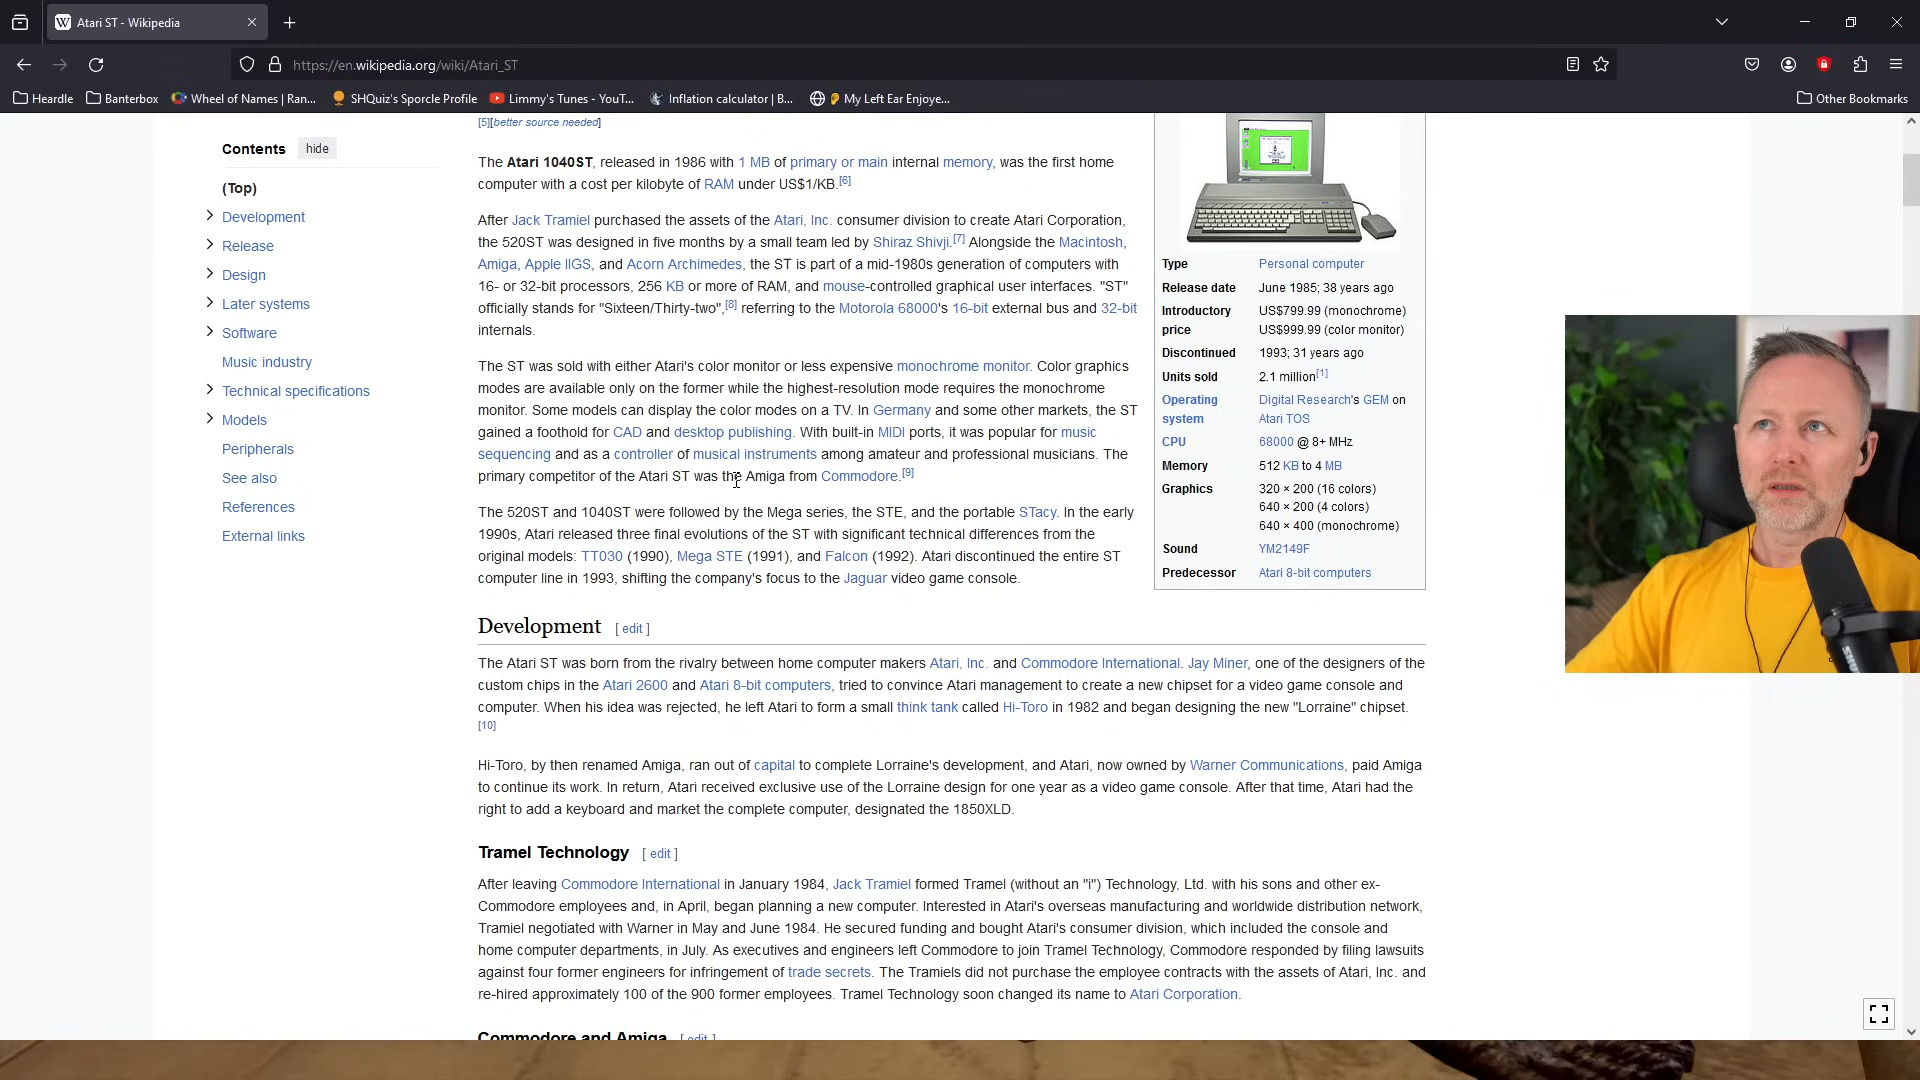 Atari ST - Wikipedia
https://en.wikipedia.org/wiki/Atari_ST
Heardle
Banterbox
Wheel of Names | Ran...
SHQuiz's Sporcle Profile
Limmy's Tunes - YouT...
Inflation calculator | B...
My Left Ear Enjoye...
Other Bookmarks
Contents
hide
(Top)
Development
Release
Design
Later systems
Software
Music industry
Technical specifications
Models
Peripherals
See also
References
External links
[5][better source needed]
The Atari 1040ST, released in 1986 with 1 MB of primary or main internal memory, was the first home
computer with a cost per kilobyte of RAM under US$1/KB.[6]
After Jack Tramiel purchased the assets of the Atari, Inc. consumer division to create Atari Corporation,
the 520ST was designed in five months by a small team led by Shiraz Shivji.[7] Alongside the Macintosh,
Amiga, Apple IIGS, and Acorn Archimedes, the ST is part of a mid-1980s generation of computers with
16- or 32-bit processors, 256 KB or more of RAM, and mouse-controlled graphical user interfaces. "ST"
officially stands for "Sixteen/Thirty-two",[8] referring to the Motorola 68000's 16-bit external bus and 32-bit
internals.
The ST was sold with either Atari's color monitor or less expensive monochrome monitor. Color graphics
modes are available only on the former while the highest-resolution mode requires the monochrome
monitor. Some models can display the color modes on a TV. In Germany and some other markets, the ST
gained a foothold for CAD and desktop publishing. With built-in MIDI ports, it was popular for music
sequencing and as a controller of musical instruments among amateur and professional musicians. The
primary competitor of the Atari ST was the Amiga from Commodore.[9]
The 520ST and 1040ST were followed by the Mega series, the STE, and the portable STacy. In the early
1990s, Atari released three final evolutions of the ST with significant technical differences from the
original models: TT030 (1990), Mega STE (1991), and Falcon (1992). Atari discontinued the entire ST
computer line in 1993, shifting the company's focus to the Jaguar video game console.
Type Personal computer
Release date June 1985; 38 years ago
Introductory US$799.99 (monochrome)
price US$999.99 (color monitor)
Discontinued 1993; 31 years ago
Units sold 2.1 million[1]
Operating Digital Research's GEM on
system Atari TOS
CPU 68000 @ 8+ MHz
Memory 512 KB to 4 MB
Graphics 320 × 200 (16 colors)
640 × 200 (4 colors)
640 × 400 (monochrome)
Sound YM2149F
Predecessor Atari 8-bit computers
Development [ edit ]
The Atari ST was born from the rivalry between home computer makers Atari, Inc. and Commodore International. Jay Miner, one of the designers of the
custom chips in the Atari 2600 and Atari 8-bit computers, tried to convince Atari management to create a new chipset for a video game console and
computer. When his idea was rejected, he left Atari to form a small think tank called Hi-Toro in 1982 and began designing the new "Lorraine" chipset.
[10]
Hi-Toro, by then renamed Amiga, ran out of capital to complete Lorraine's development, and Atari, now owned by Warner Communications, paid Amiga
to continue its work. In return, Atari received exclusive use of the Lorraine design for one year as a video game console. After that time, Atari had the
right to add a keyboard and market the complete computer, designated the 1850XLD.
Tramel Technology [ edit ]
After leaving Commodore International in January 1984, Jack Tramiel formed Tramel (without an "i") Technology, Ltd. with his sons and other ex-
Commodore employees and, in April, began planning a new computer. Interested in Atari's overseas manufacturing and worldwide distribution network,
Tramiel negotiated with Warner in May and June 1984. He secured funding and bought Atari's consumer division, which included the console and
home computer departments, in July. As executives and engineers left Commodore to join Tramel Technology, Commodore responded by filing lawsuits
against four former engineers for infringement of trade secrets. The Tramiels did not purchase the employee contracts with the assets of Atari, Inc. and
re-hired approximately 100 of the 900 former employees. Tramel Technology soon changed its name to Atari Corporation.
Commodore and Amiga [ edit ]